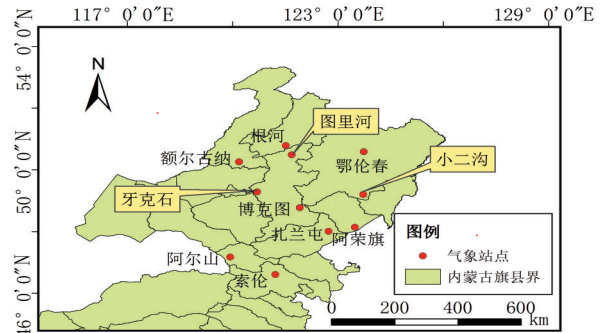 117° 0′0″E 123° 0′0″E 129° 0′0″E
54° 0′0″N
50° 0′0″N
46° 0′0″N
N
根河
图里河
额尔古纳
鄂伦春
小二沟
牙克石
博克图
扎兰屯
阿荣旗
阿尔山
索伦
图例
气象站点
内蒙古旗县界
0 200 400 600
km